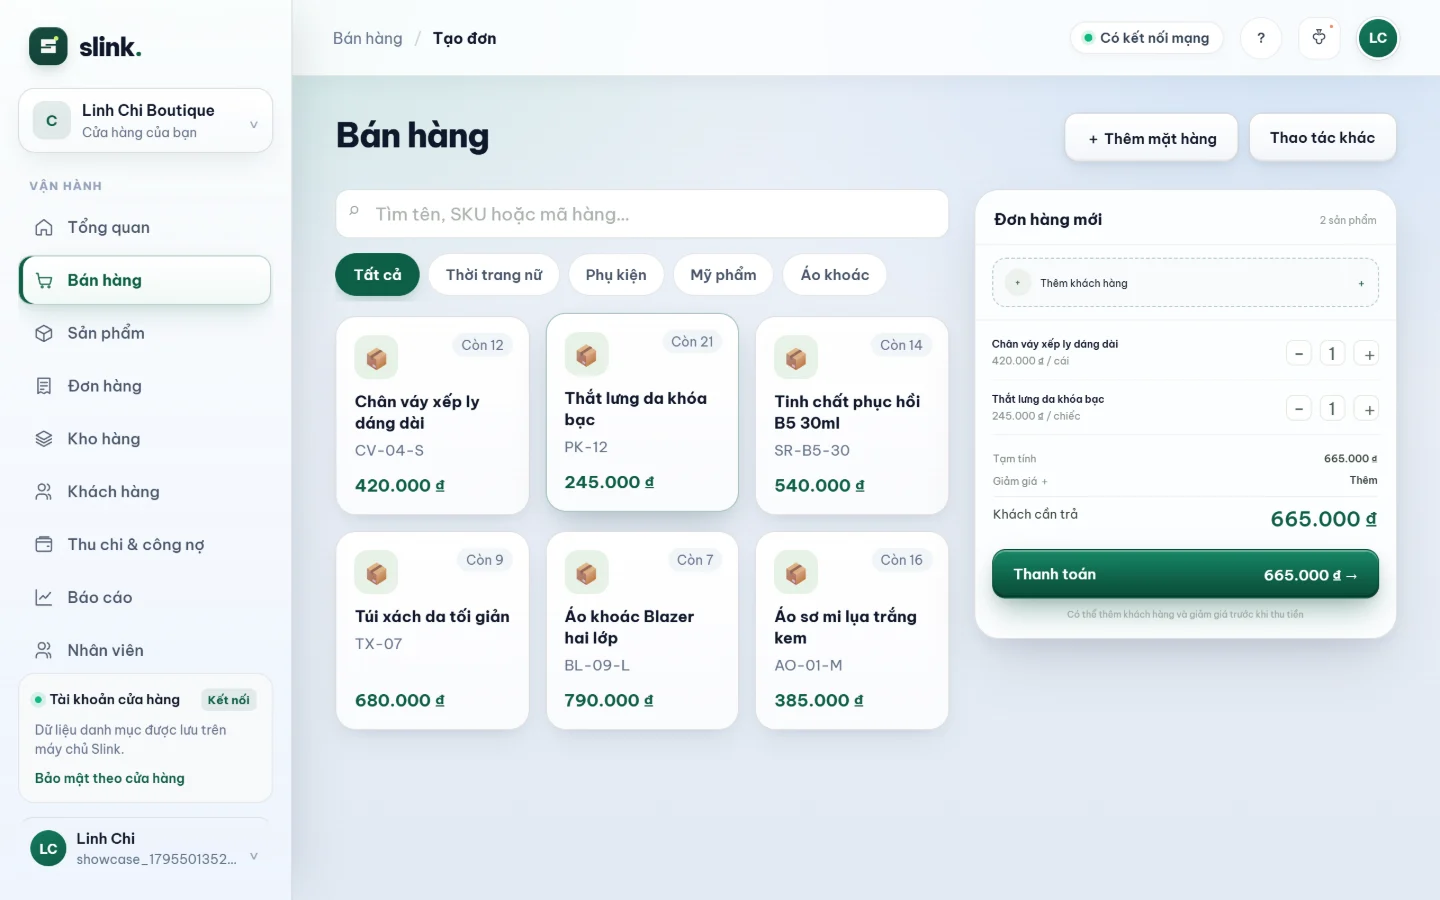 slink.
C
Linh Chi Boutique
Cửa hàng của bạn
VẬN HÀNH
Tổng quan
Bán hàng
Sản phẩm
Đơn hàng
Kho hàng
Khách hàng
Thu chi & công nợ
Báo cáo
Nhân viên
Tài khoản cửa hàng
Kết nối
Dữ liệu danh mục được lưu trên
máy chủ Slink.
Bảo mật theo cửa hàng
LC
Linh Chi
showcase_1795501352...
Bán hàng / Tạo đơn
Có kết nối mạng
?
LC
Bán hàng
+ Thêm mặt hàng
Thao tác khác
Tìm tên, SKU hoặc mã hàng...
Tất cả
Thời trang nữ
Phụ kiện
Mỹ phẩm
Áo khoác
Còn 12
Chân váy xếp ly
dáng dài
CV-04-S
420.000 ₫
Còn 21
Thắt lưng da khóa
bạc
PK-12
245.000 ₫
Còn 14
Tinh chất phục hồi
B5 30ml
SR-B5-30
540.000 ₫
Còn 9
Túi xách da tối giản
TX-07
680.000 ₫
Còn 7
Áo khoác Blazer
hai lớp
BL-09-L
790.000 ₫
Còn 16
Áo sơ mi lụa trắng
kem
AO-01-M
385.000 ₫
Đơn hàng mới
2 sản phẩm
+ Thêm khách hàng +
Chân váy xếp ly dáng dài
420.000 ₫ / cái
− 1 +
Thắt lưng da khóa bạc
245.000 ₫ / chiếc
− 1 +
Tạm tính 665.000 ₫
Giảm giá + Thêm
Khách cần trả 665.000 ₫
Thanh toán 665.000 ₫ →
Có thể thêm khách hàng và giảm giá trước khi thu tiền